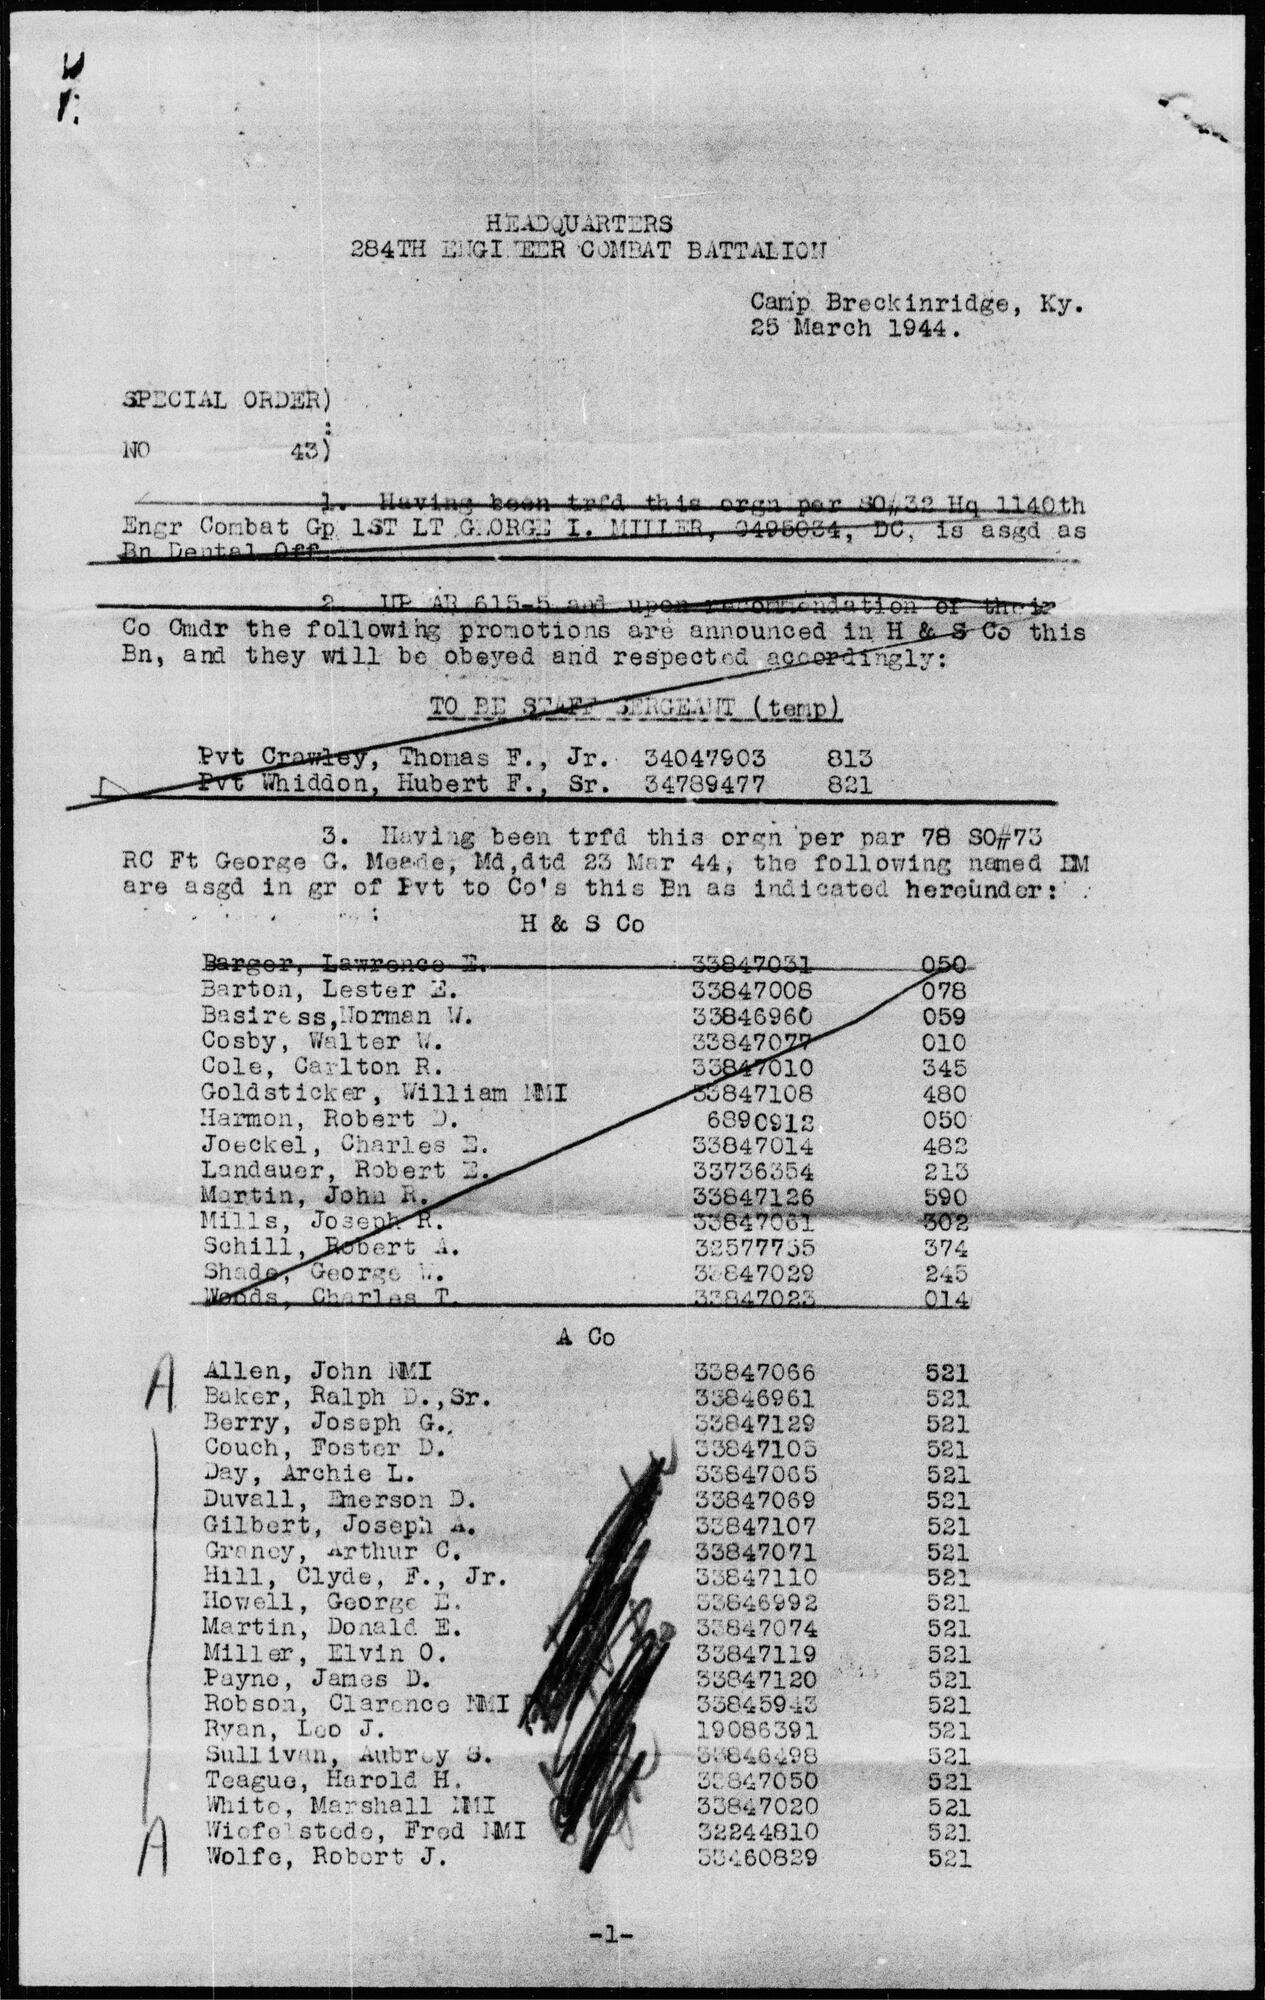 HEADQUARTERS
284TH ENGINEER COMBAT BATTALION
Camp Breckinridge, Ky.
25 March 1944.
SPECIAL ORDER)
:
NO 43)
1. Having been trfd this orgn per SO#32 Hq 1140th
Engr Combat Gp 1ST LT GEORGE I. MILLER, 0495034, DC, is asgd as
Bn Dental Off.
2. UP AR 615-5 and upon recommendation of their
Co Cmdr the following promotions are announced in H & S Co this
Bn, and they will be obeyed and respected accordingly:
TO BE STAFF SERGEANT (temp)
Pvt Crawley, Thomas F., Jr. 34047903 813
Pvt Whiddon, Hubert F., Sr. 34789477 821
3. Having been trfd this orgn per par 78 SO#73
RC Ft George G. Meade, Md,dtd 23 Mar 44, the following named EM
are asgd in gr of Pvt to Co's this Bn as indicated hereunder:
H & S Co
Barger, Lawrence E. 33847031 050
Barton, Lester E. 33847008 078
Basiress,Norman W. 33846960 059
Cosby, Walter W. 33847077 010
Cole, Carlton R. 33847010 345
Goldsticker, William NMI 33847108 480
Harmon, Robert D. 6890912 050
Joeckel, Charles E. 33847014 482
Landauer, Robert E. 33736354 213
Martin, John R. 33847126 590
Mills, Joseph R. 33847061 302
Schill, Robert A. 32577735 374
Shade, George W. 33847029 245
Woods, Charles T. 33847023 014
A Co
A Allen, John NMI 33847066 521
Baker, Ralph D.,Sr. 33846961 521
Berry, Joseph G. 33847129 521
Couch, Foster D. 33847105 521
Day, Archie L. 33847065 521
Duvall, Emerson D. 33847069 521
Gilbert, Joseph A. 33847107 521
Graney, Arthur C. 33847071 521
Hill, Clyde, F., Jr. 33847110 521
Howell, George E. 33846992 521
Martin, Donald E. 33847074 521
Miller, Elvin O. 33847119 521
Payne, James D. 33847120 521
Robson, Clarence NMI 33845943 521
Ryan, Leo J. 19086391 521
Sullivan, Aubrey S. 33846498 521
Teague, Harold H. 33847050 521
White, Marshall NMI 33847020 521
A Wiefelstede, Fred NMI 32244810 521
Wolfe, Robert J. 33460829 521
-1-